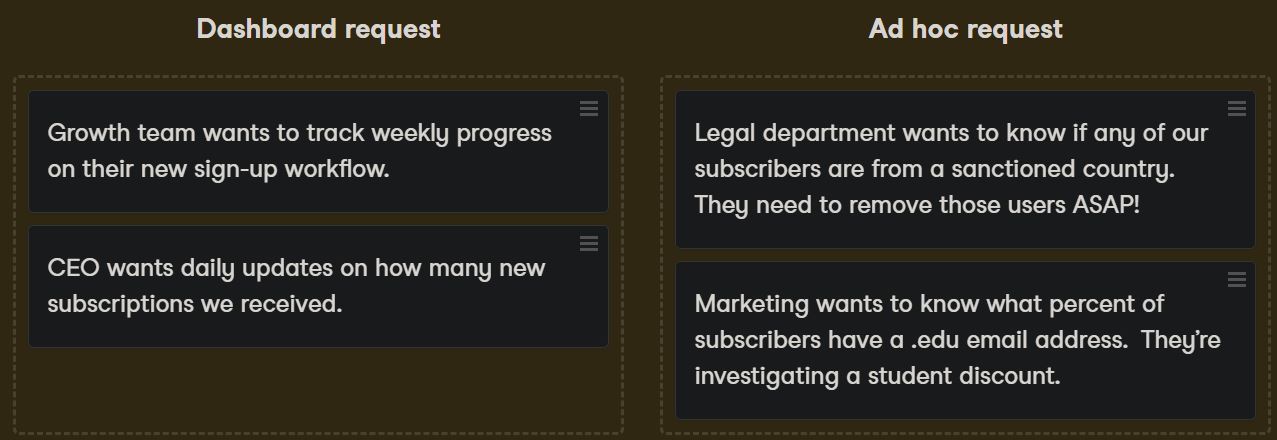 Dashboard request
Growth team wants to track weekly progress
on their new sign-up workflow.
CEO wants daily updates on how many new
subscriptions we received.
Ad hoc request
Legal department wants to know if any of our
subscribers are from a sanctioned country.
They need to remove those users ASAP!
Marketing wants to know what percent of
subscribers have a .edu email address.  They’re
investigating a student discount.